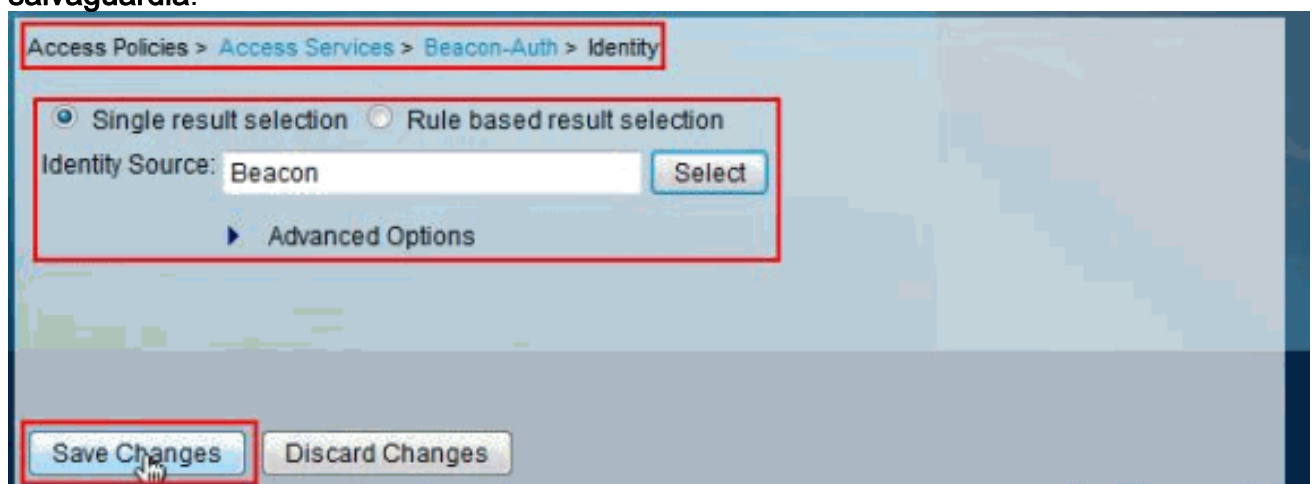 salvaguardia.
Access Policies > Access Services > Beacon-Auth > Identity
Single result selection Rule based result selection
Identity Source: Beacon Select
Advanced Options
Save Changes Discard Changes